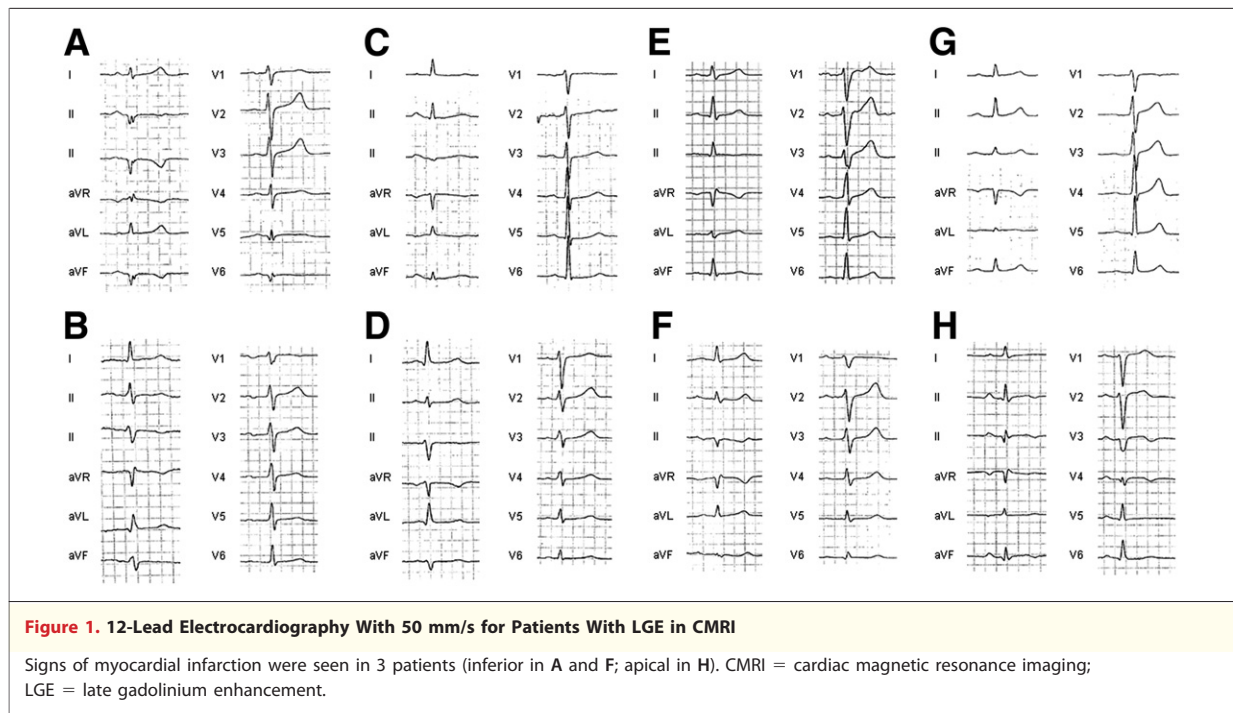 A
I
II
II
aVR
aVL
aVF
V1
V2
V3
V4
V5
V6
C
I
II
II
aVR
aVL
aVF
V1
V2
V3
V4
V5
V6
E
I
II
II
aVR
aVL
aVF
V1
V2
V3
V4
V5
V6
G
I
II
II
aVR
aVL
aVF
V1
V2
V3
V4
V5
V6
B
I
II
II
aVR
aVL
aVF
V1
V2
V3
V4
V5
V6
D
I
II
II
aVR
aVL
aVF
V1
V2
V3
V4
V5
V6
F
I
II
II
aVR
aVL
aVF
V1
V2
V3
V4
V5
V6
H
I
II
II
aVR
aVL
aVF
V1
V2
V3
V4
V5
V6
Figure 1. 12-Lead Electrocardiography With 50 mm/s for Patients With LGE in CMRI
Signs of myocardial infarction were seen in 3 patients (inferior in A and F; apical in H). CMRI = cardiac magnetic resonance imaging;
LGE = late gadolinium enhancement.